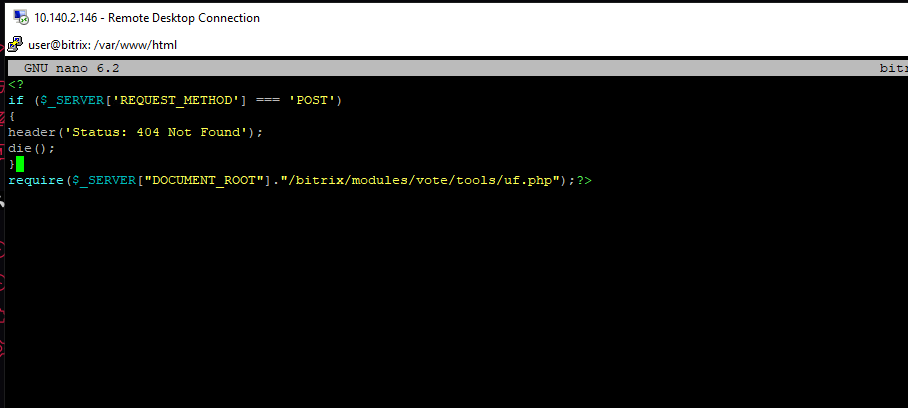 10.140.2.146 - Remote Desktop Connection
user@bitrix: /var/www/html
GNU nano 6.2 bitr
<?
if ($_SERVER['REQUEST_METHOD'] === 'POST')
{
header('Status: 404 Not Found');
die();
}
require($_SERVER["DOCUMENT_ROOT"]."/bitrix/modules/vote/tools/uf.php");?>